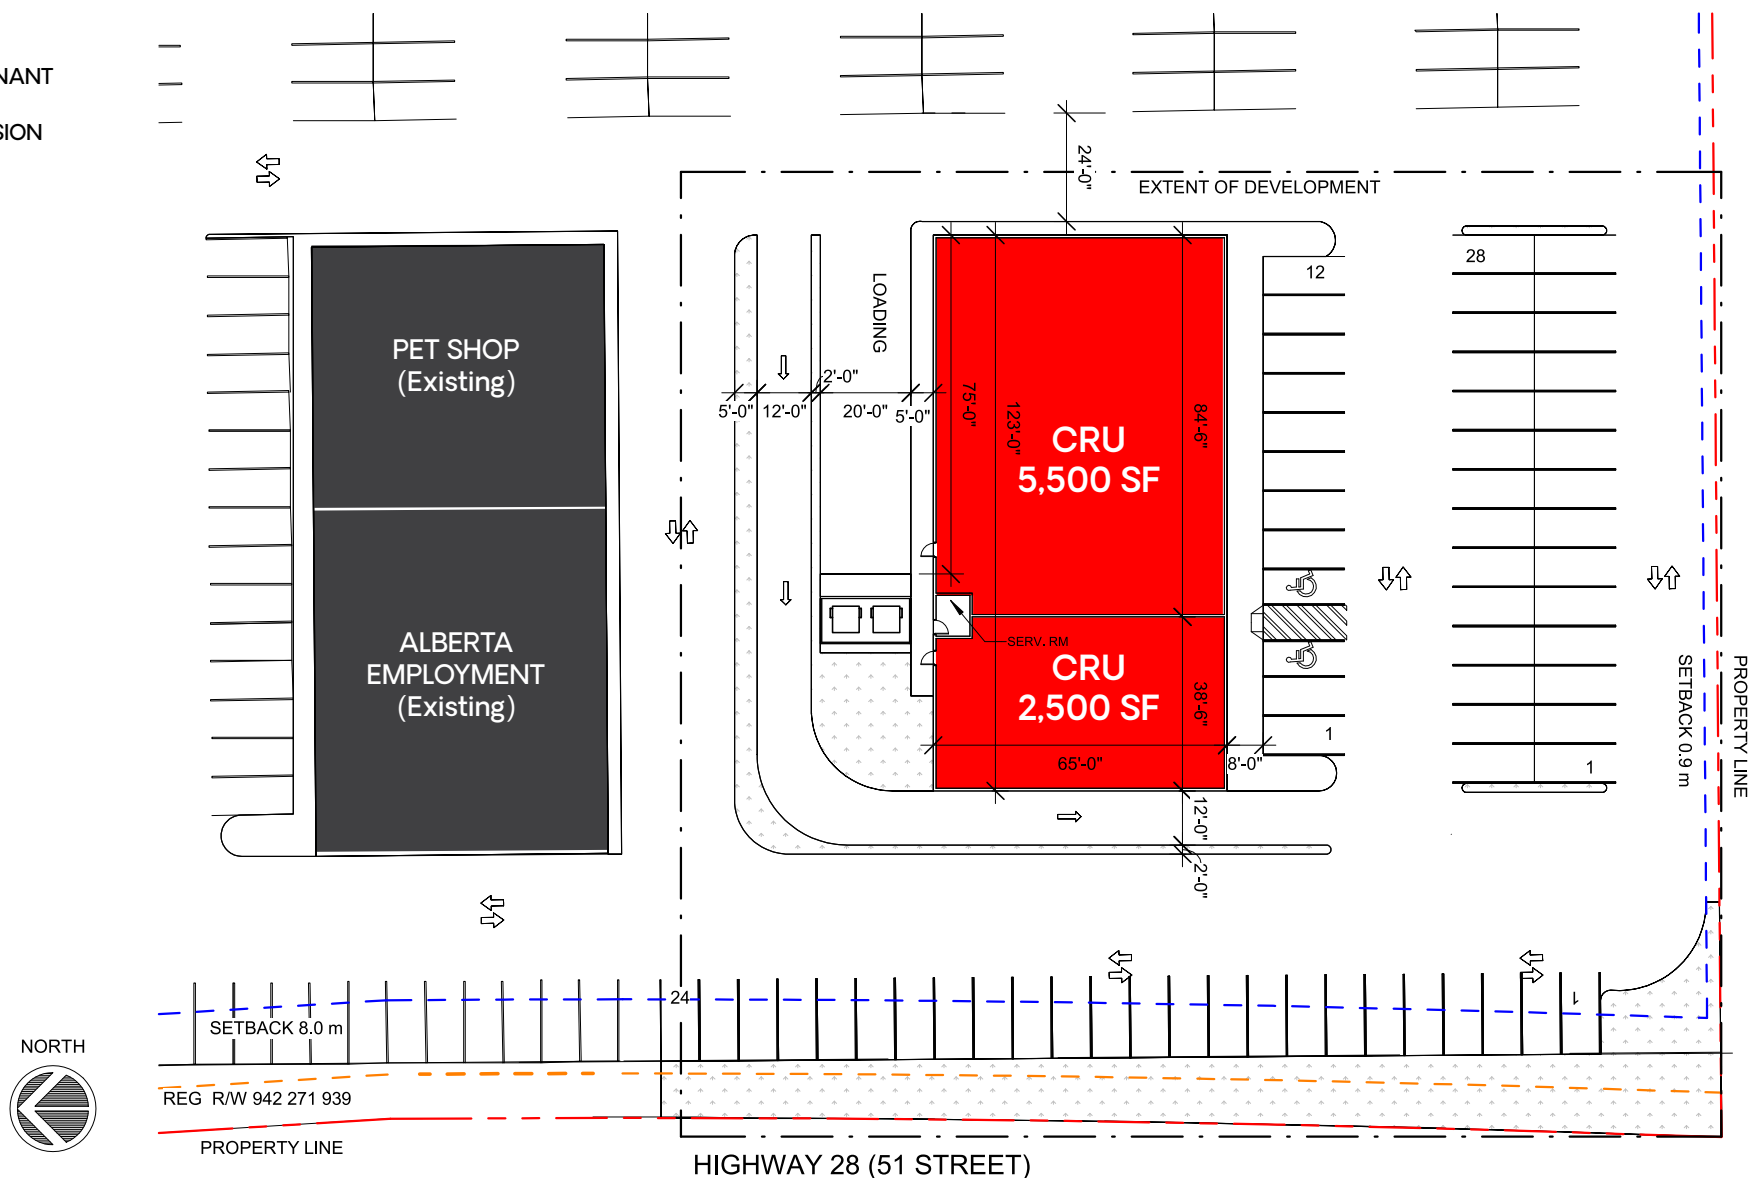 NANT
SION
24'-0"
EXTENT OF DEVELOPMENT
PET SHOP
(Existing)
ALBERTA
EMPLOYMENT
(Existing)
LOADING
5'-0"
12'-0"
2'-0"
20'-0"
5'-0"
75'-0"
123'-0"
84'-6"
CRU
5,500 SF
SERV. RM
CRU
2,500 SF
38'-6"
65'-0"
8'-0"
12'-0"
2'-0"
12
1
28
1
SETBACK 0.9 m
PROPERTY LINE
24
1
SETBACK 8.0 m
NORTH
REG R/W 942 271 939
PROPERTY LINE
HIGHWAY 28 (51 STREET)